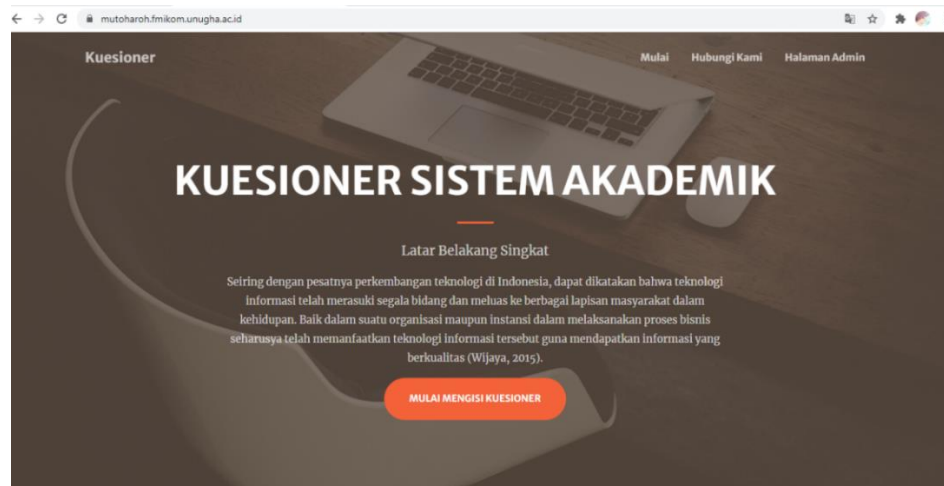 mutoharoh.fmikom.unugha.ac.id
Kuesioner
Mulai Hubungi Kami Halaman Admin
KUESIONER SISTEM AKADEMIK
Latar Belakang Singkat
Seiring dengan pesatnya perkembangan teknologi di Indonesia, dapat dikatakan bahwa teknologi
informasi telah merasuki segala bidang dan meluas ke berbagai lapisan masyarakat dalam
kehidupan. Baik dalam suatu organisasi maupun instansi dalam melaksanakan proses bisnis
seharusya telah memanfaatkan teknologi informasi tersebut guna mendapatkan informasi yang
berkualitas (Wijaya, 2015).
MULAI MENGISI KUESIONER